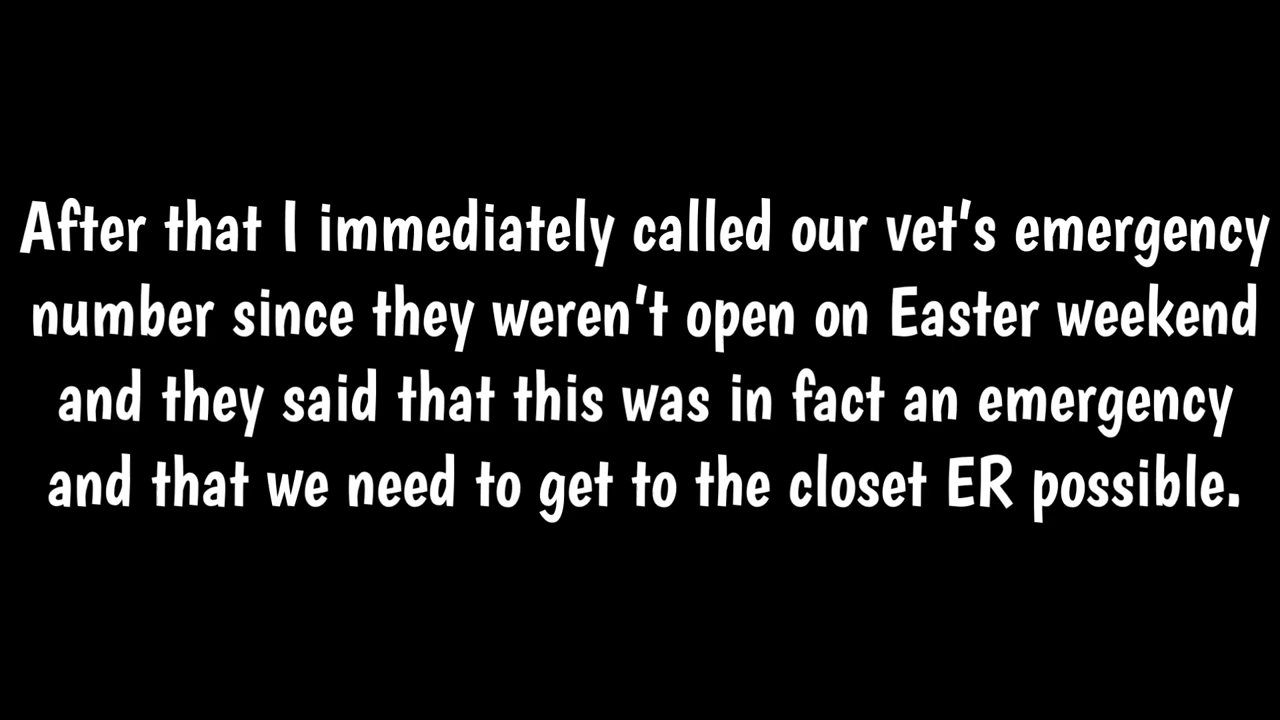 After that I immediately called our vet's emergency
number since they weren't open on Easter weekend
and they said that this was in fact an emergency
and that we need to get to the closet ER possible.